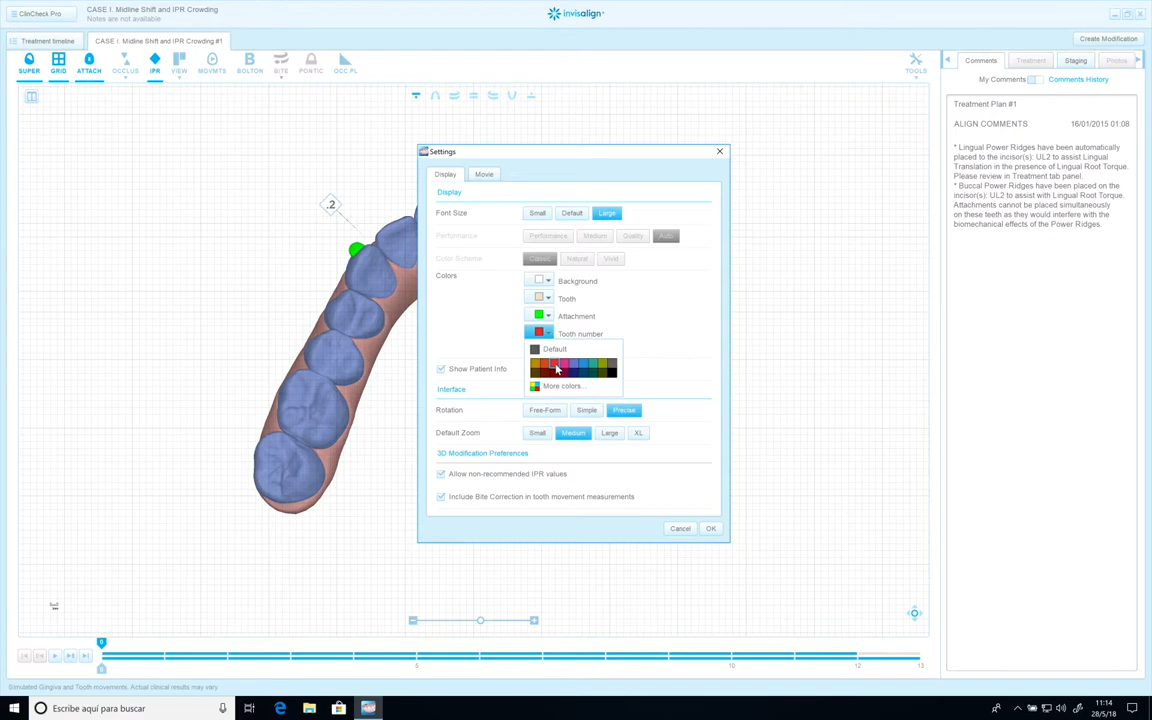 ClinCheck Pro
CASE I. Midline Shift and IPR Crowding
Notes are not available
invisalign
Treatment timeline
CASE I. Midline Shift and IPR Crowding #1
Create Modification
SUPER
GRID
ATTACH
OCCLUS
IPR
VIEW
MOVMTS
BOLTON
BITE
PONTIC
OCC.PL
TOOLS
Comments
Treatment
Staging
Photos
My Comments
Comments History
Treatment Plan #1
ALIGN COMMENTS 16/01/2015 01:08
* Lingual Power Ridges have been automatically
placed to the incisor(s): UL2 to assist Lingual
Translation in the presence of Lingual Root Torque.
Please review in Treatment tab panel.
* Buccal Power Ridges have been placed on the
incisor(s): UL2 to assist with Lingual Root Torque.
Attachments cannot be placed simultaneously
on these teeth as they would interfere with the
biomechanical effects of the Power Ridges.
.2
Settings
Display
Movie
Display
Font Size
Small
Default
Large
Performance
Performance
Medium
Quality
Auto
Color Scheme
Classic
Natural
Vivid
Colors
Background
Tooth
Attachment
Tooth number
Default
More colors...
Show Patient Info
Interface
Rotation
Free-Form
Simple
Precise
Default Zoom
Small
Medium
Large
XL
3D Modification Preferences
Allow non-recommended IPR values
Include Bite Correction in tooth movement measurements
Cancel
OK
0
0
5
10
13
Simulated Gingiva and Tooth movements. Actual clinical results may vary.
Escribe aquí para buscar
11:14
28/5/18